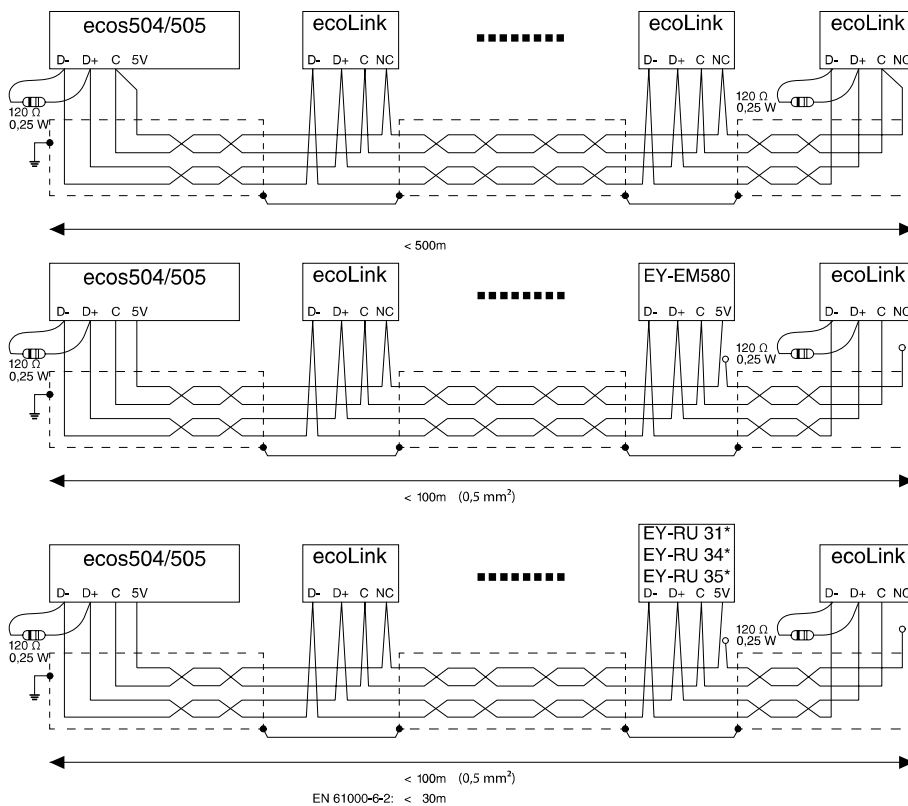 ecos504/505 ecoLink ecoLink ecoLink
D- D+ C 5V D- D+ C NC D- D+ C NC D- D+ C NC
120 Ω 120 Ω
0,25 W 0,25 W
< 500m
ecos504/505 ecoLink EY-EM580 ecoLink
D- D+ C 5V D- D+ C NC D- D+ C 5V D- D+ C NC
120 Ω 120 Ω
0,25 W 0,25 W
< 100m (0,5 mm²)
EY-RU 31*
EY-RU 34*
EY-RU 35*
ecos504/505 ecoLink ecoLink
D- D+ C 5V D- D+ C NC D- D+ C 5V D- D+ C NC
120 Ω 120 Ω
0,25 W 0,25 W
< 100m (0,5 mm²)
EN 61000-6-2: < 30m